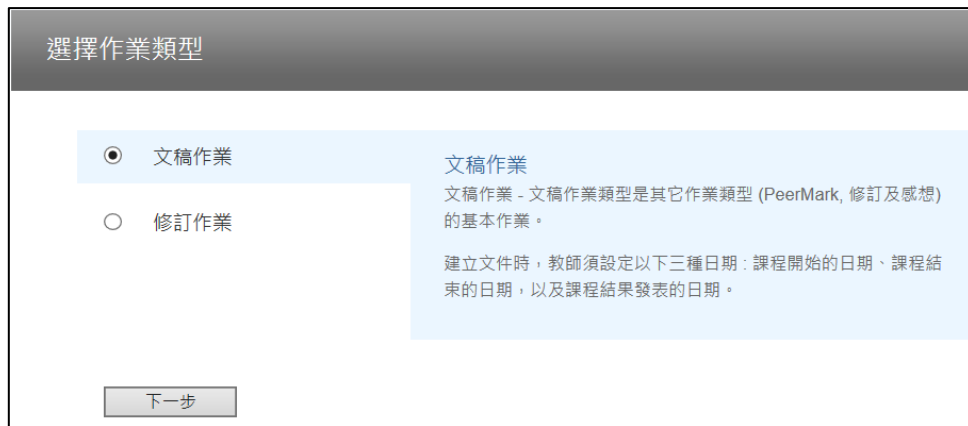 選擇作業類型
文稿作業
修訂作業
文稿作業
文稿作業 - 文稿作業類型是其它作業類型 (PeerMark, 修訂及感想)
的基本作業。
建立文件時，教師須設定以下三種日期 : 課程開始的日期、課程結
束的日期，以及課程結果發表的日期。
下一步